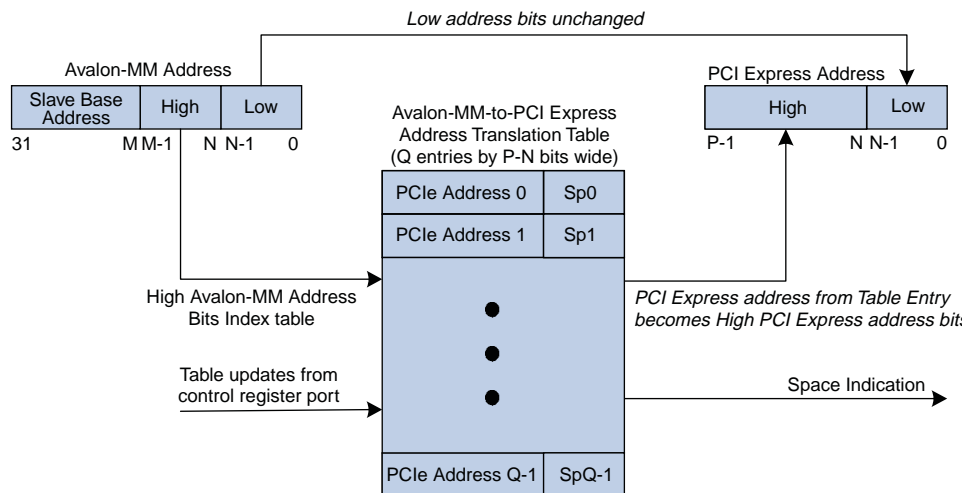 Low address bits unchanged
Avalon-MM Address
PCI Express Address
Slave Base
Address
High
Low
High
Low
31
M
M-1
N
N-1
0
P-1
N
N-1
0
Avalon-MM-to-PCI Express
Address Translation Table
(Q entries by P-N bits wide)
PCIe Address 0
Sp0
PCIe Address 1
Sp1
High Avalon-MM Address
Bits Index table
PCI Express address from Table Entry
becomes High PCI Express address bits
Table updates from
control register port
Space Indication
PCIe Address Q-1
SpQ-1